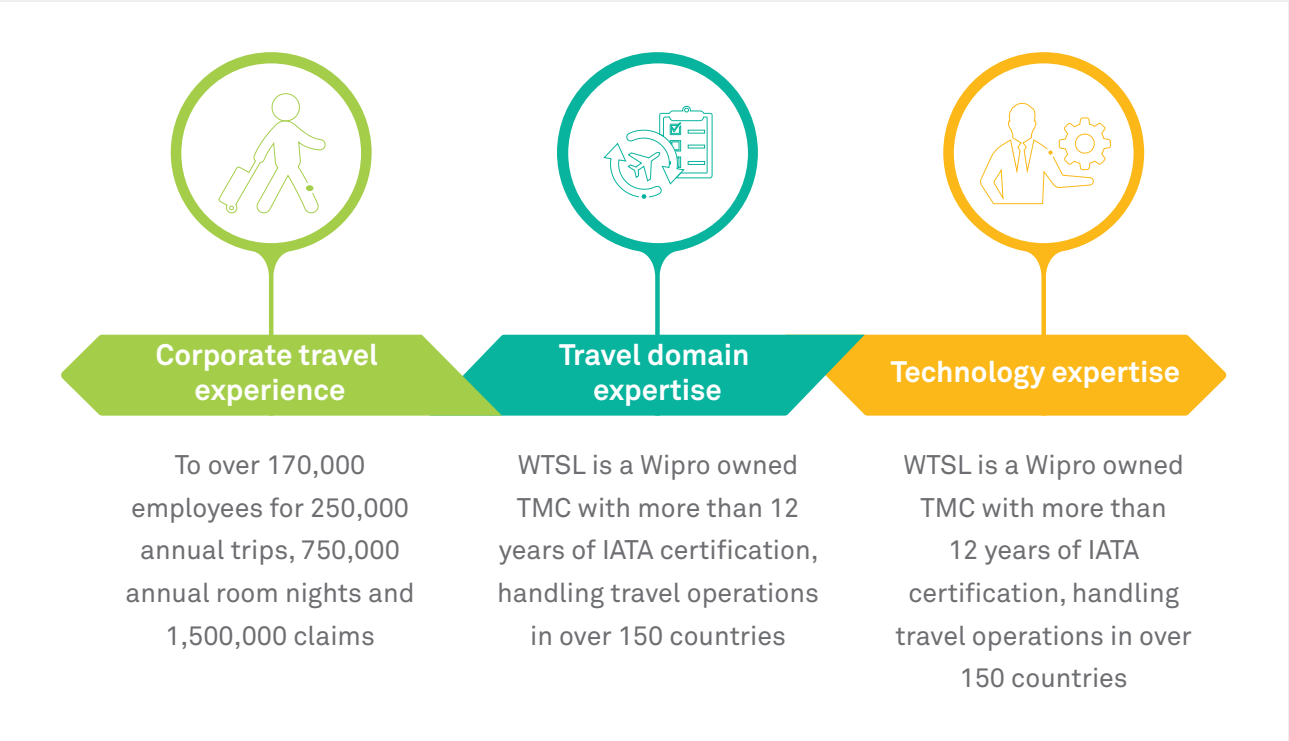 Corporate travel
experience
To over 170,000
employees for 250,000
annual trips, 750,000
annual room nights and
1,500,000 claims
Travel domain
expertise
WTSL is a Wipro owned
TMC with more than 12
years of IATA certification,
handling travel operations
in over 150 countries
Technology expertise
WTSL is a Wipro owned
TMC with more than
12 years of IATA
certification, handling
travel operations in over
150 countries